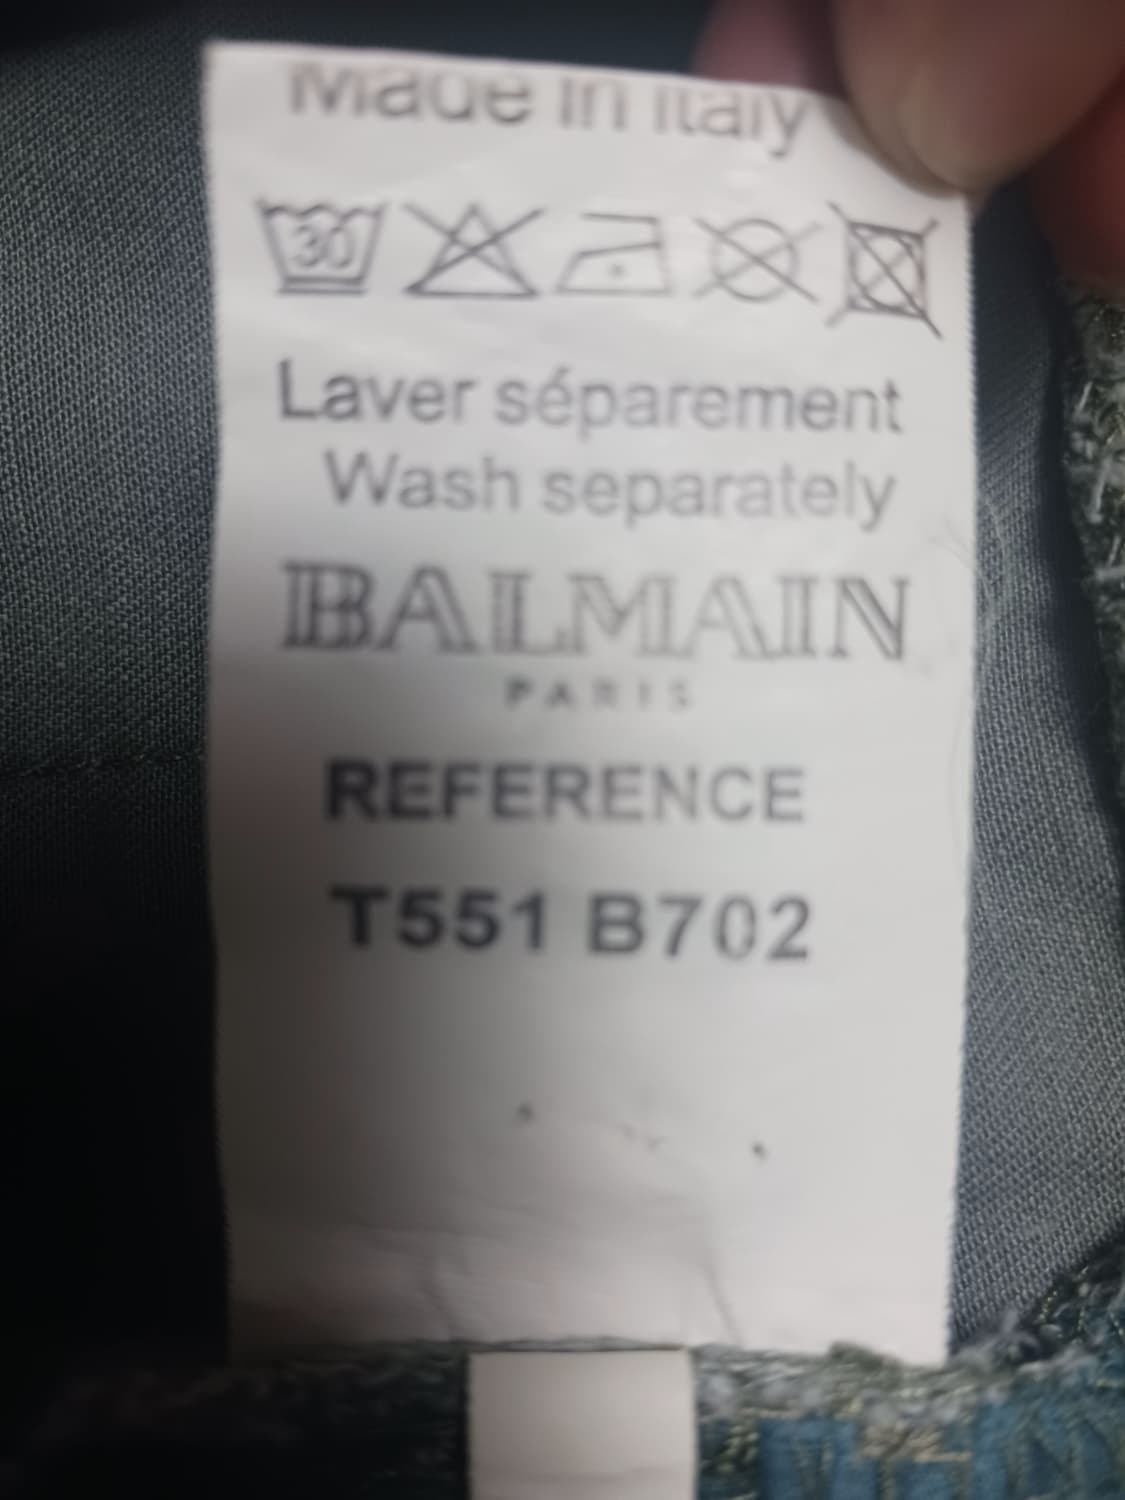 Made in Italy
30
Laver séparement
Wash separately
BALMAIN
PARIS
REFERENCE
T551 B702